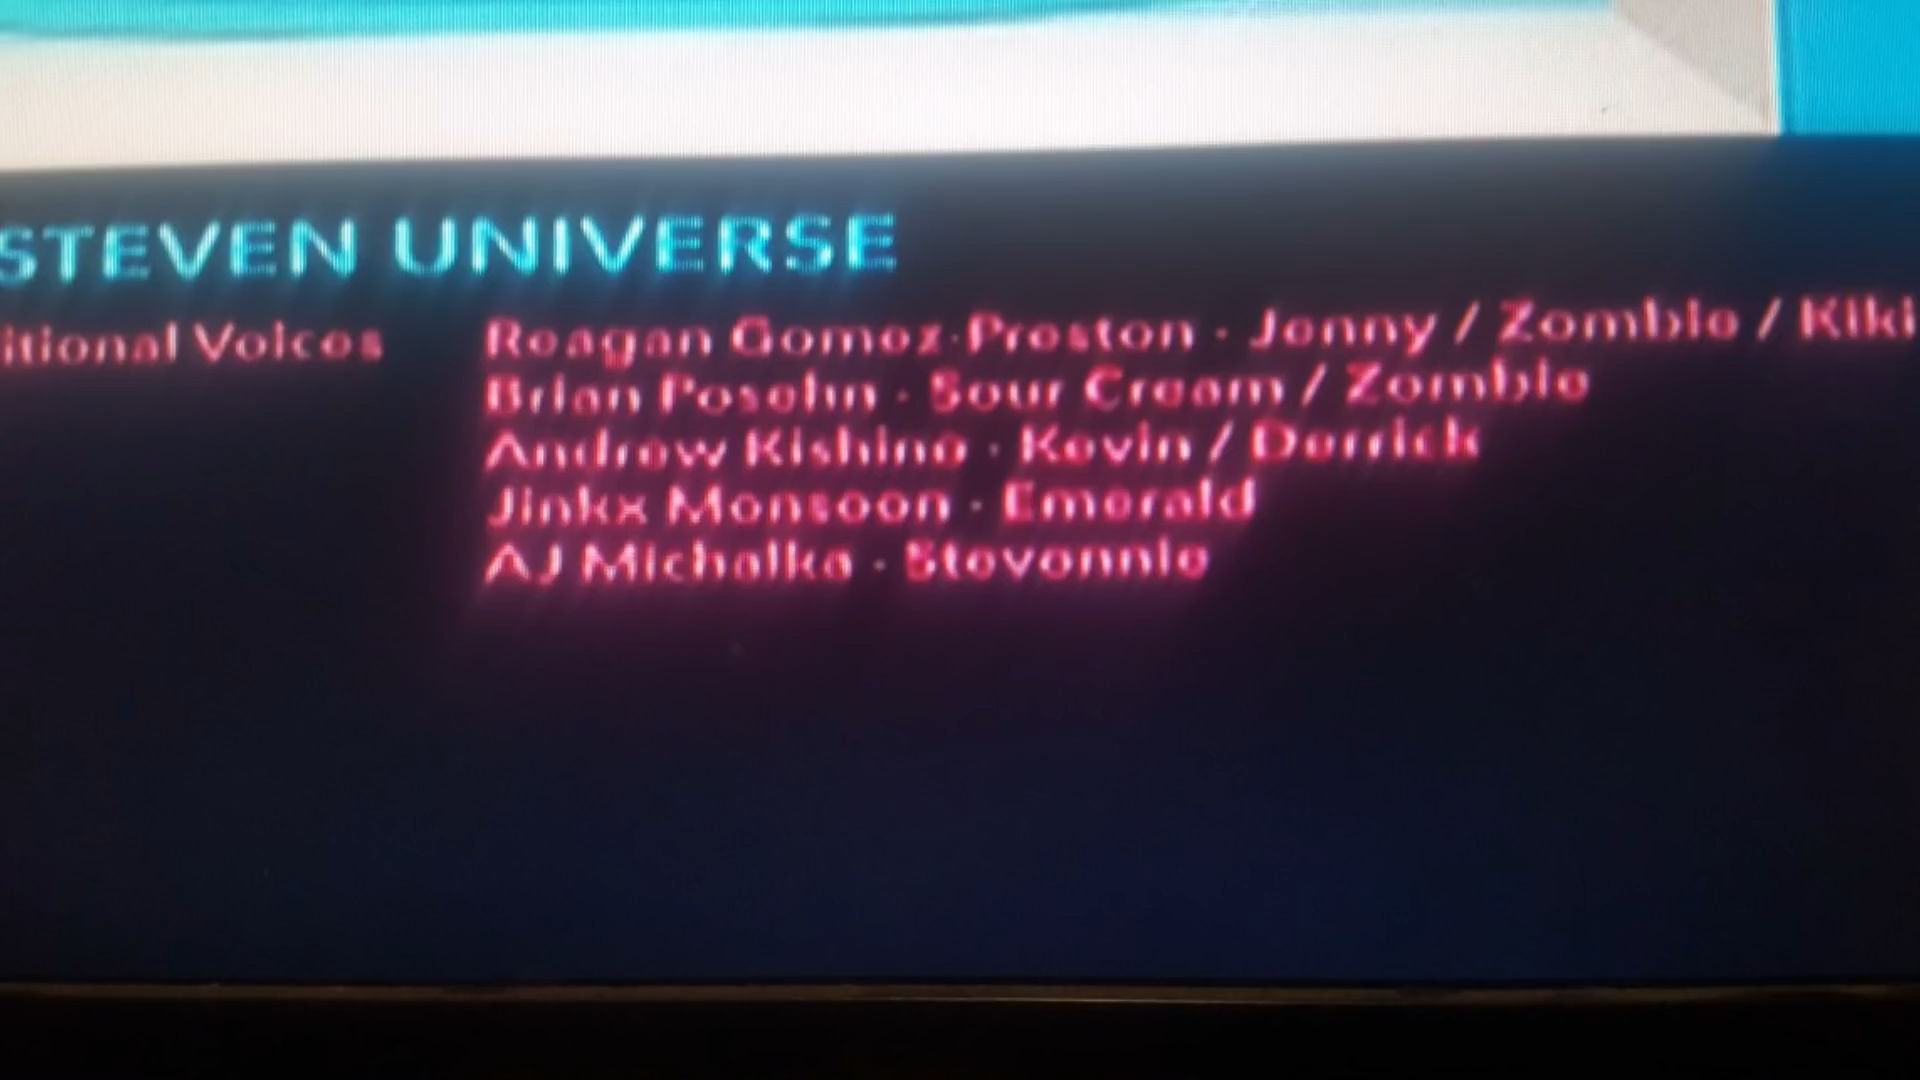 STEVEN UNIVERSE
itional Voices Reagan Gomez-Preston · Jenny / Zombie / Kiki
Brian Posehn · Sour Cream / Zombie
Andrew Kishino · Kevin / Derrick
Jinkx Monsoon · Emerald
AJ Michalka · Stevonnie